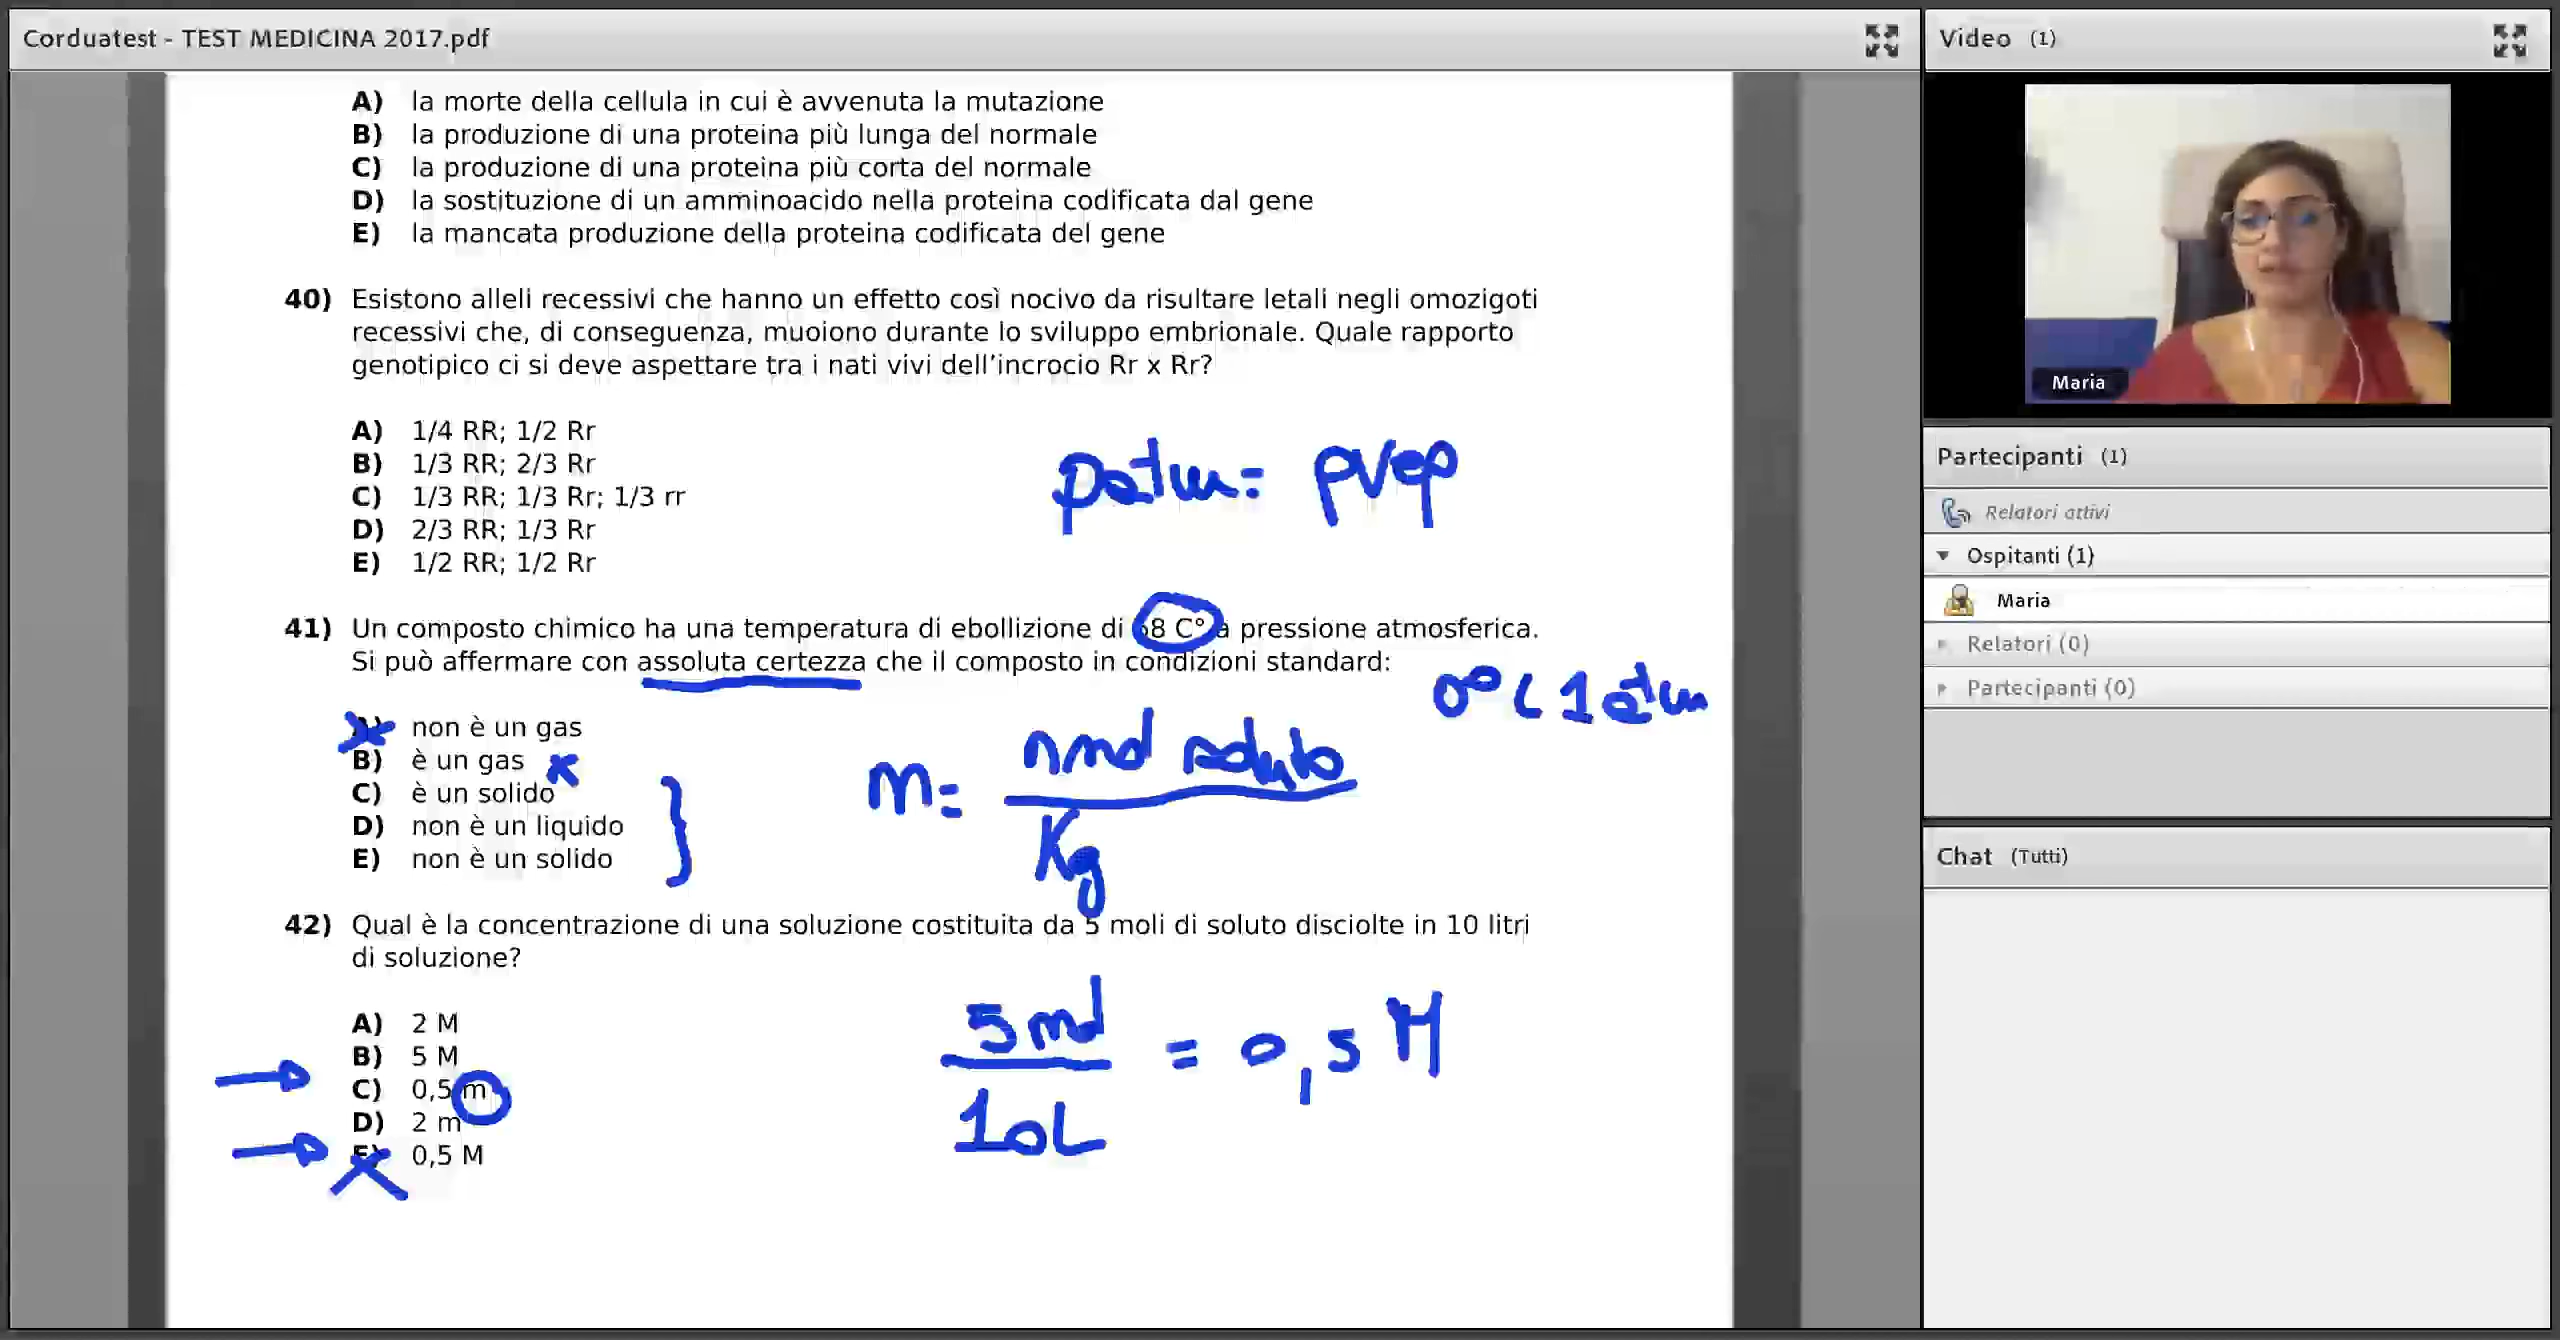 Corduatest - TEST MEDICINA 2017.pdf
A) la morte della cellula in cui è avvenuta la mutazione
B) la produzione di una proteina più lunga del normale
C) la produzione di una proteina più corta del normale
D) la sostituzione di un amminoacido nella proteina codificata dal gene
E) la mancata produzione della proteina codificata del gene
40) Esistono alleli recessivi che hanno un effetto così nocivo da risultare letali negli omozigoti
recessivi che, di conseguenza, muoiono durante lo sviluppo embrionale. Quale rapporto
genotipico ci si deve aspettare tra i nati vivi dell'incrocio Rr x Rr?
A) 1/4 RR; 1/2 Rr
B) 1/3 RR; 2/3 Rr
C) 1/3 RR; 1/3 Rr; 1/3 rr
D) 2/3 RR; 1/3 Rr
E) 1/2 RR; 1/2 Rr
patm = pvap
41) Un composto chimico ha una temperatura di ebollizione di 8 C° a pressione atmosferica.
Si può affermare con assoluta certezza che il composto in condizioni standard:
0° C 1 atm
non è un gas
B) è un gas x
C) è un solido
D) non è un liquido
E) non è un solido
m = nmol soluto
Kg
42) Qual è la concentrazione di una soluzione costituita da 5 moli di soluto disciolte in 10 litri
di soluzione?
A) 2 M
B) 5 M
C) 0,5 m
D) 2 m
E) 0,5 M
5 mol
10 L
= 0,5 M
Video (1)
Maria
Partecipanti (1)
Relatori attivi
Ospitanti (1)
Maria
Relatori (0)
Partecipanti (0)
Chat (Tutti)